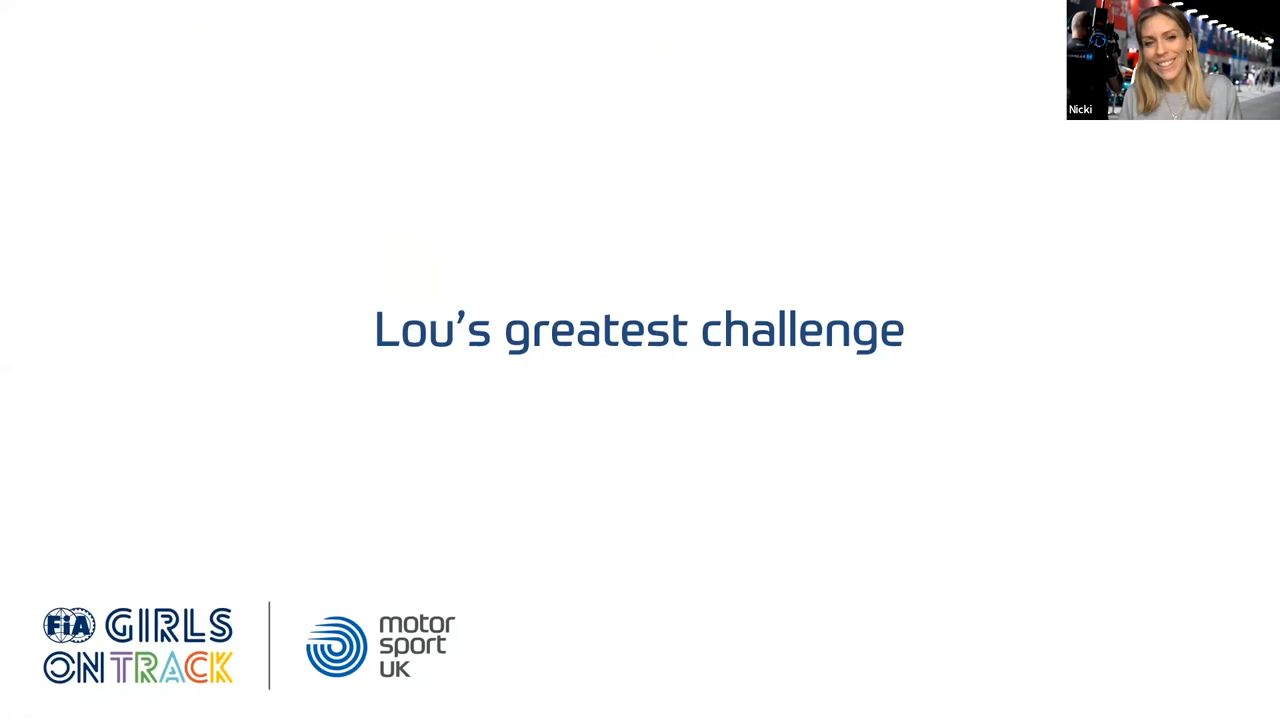 Nicki
Lou’s greatest challenge
FiA GIRLS
ON TRACK
motor
sport
UK